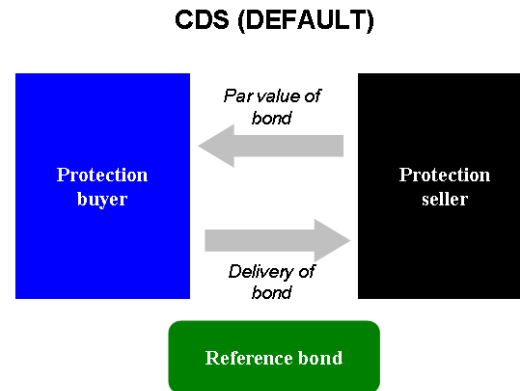 CDS (DEFAULT)
Par value of
bond
Protection
buyer
Protection
seller
Delivery of
bond
Reference bond